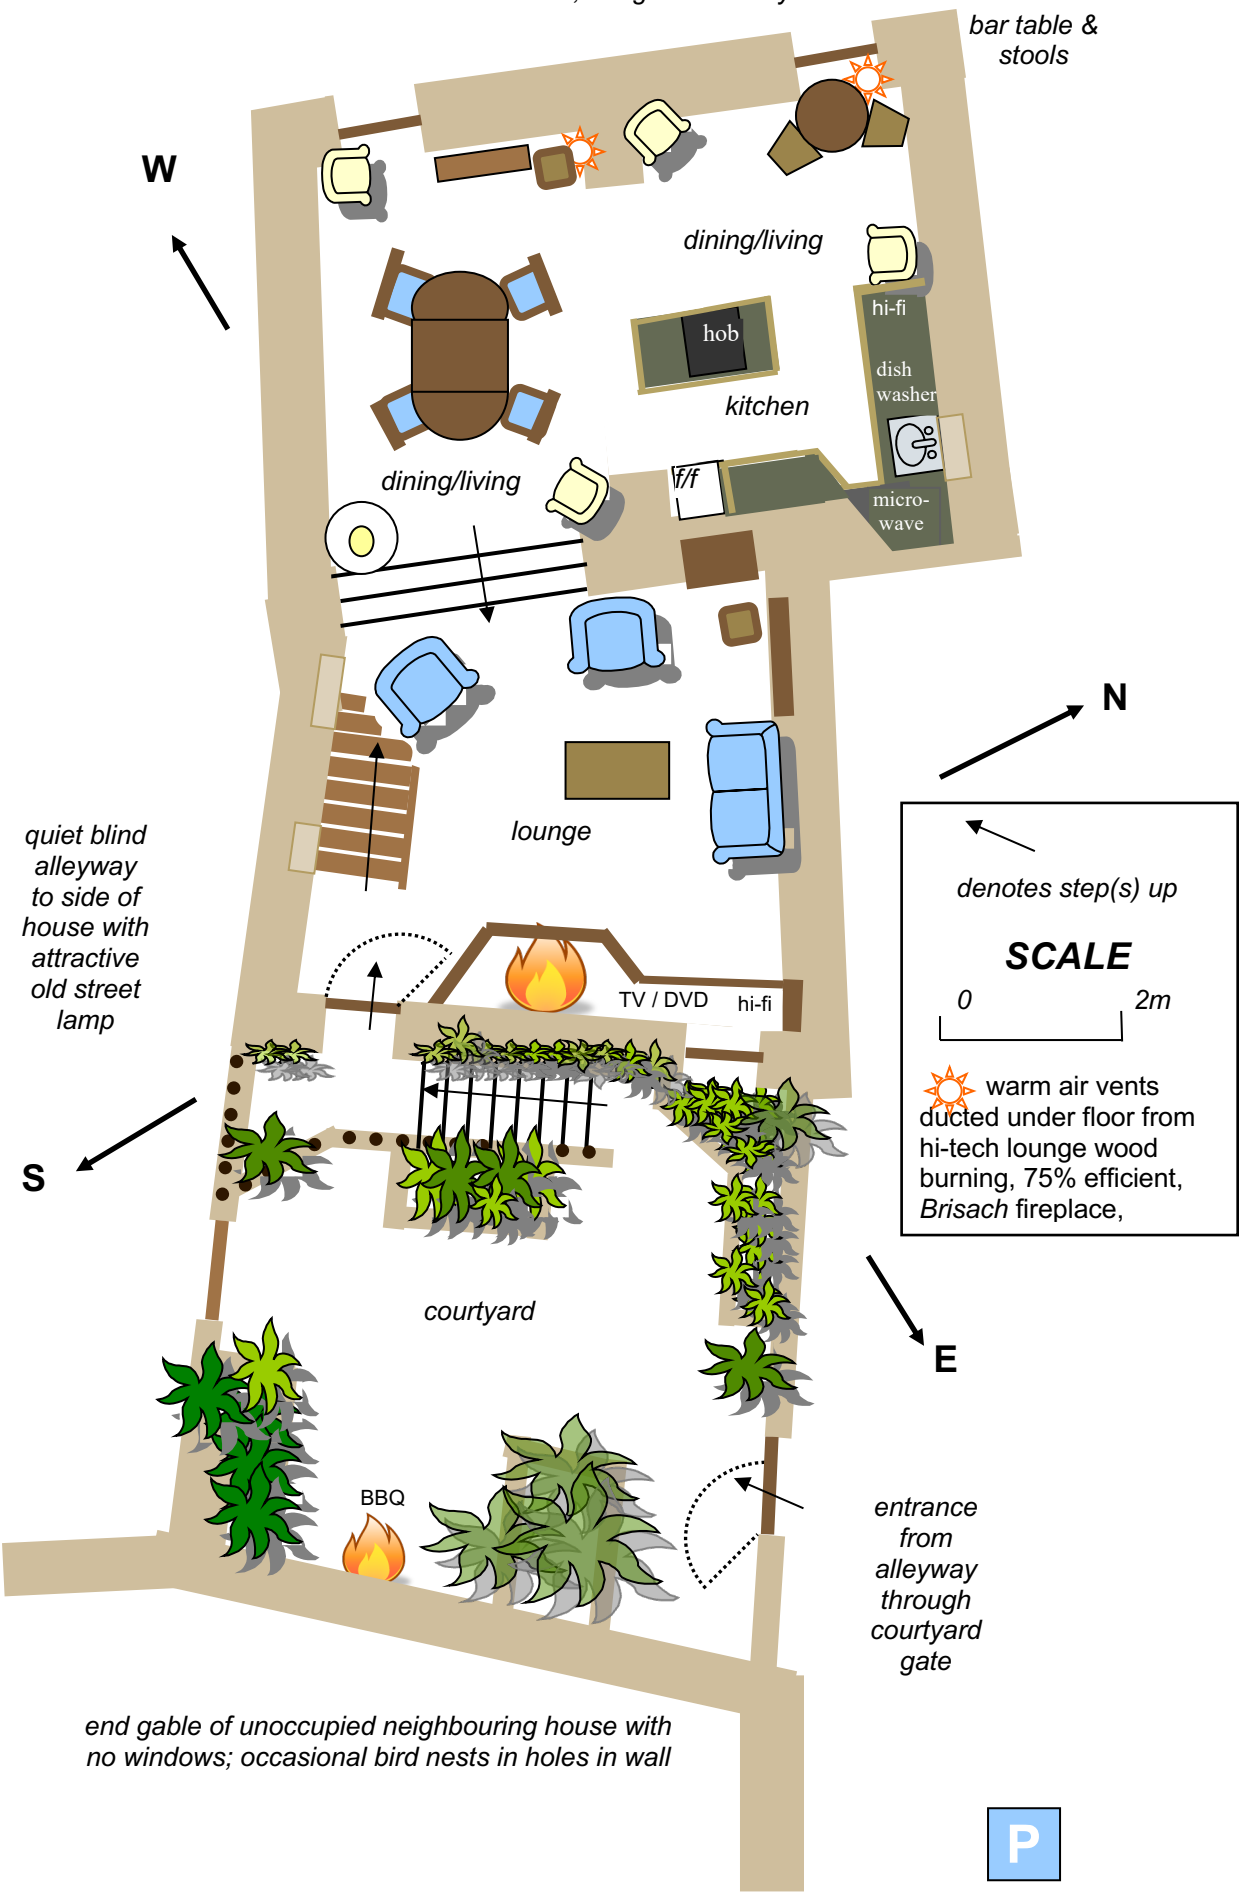 bar table &
stools
W
dining/living
hi-fi
hob
dish
washer
kitchen
dining/living
f/f
micro-
wave
N
lounge
quiet blind
alleyway
to side of
house with
attractive
old street
lamp
denotes step(s) up
SCALE
0 2m
TV / DVD hi-fi
warm air vents
ducted under floor from
hi-tech lounge wood
burning, 75% efficient,
Brisach fireplace,
S
courtyard
E
BBQ
entrance
from
alleyway
through
courtyard
gate
end gable of unoccupied neighbouring house with
no windows; occasional bird nests in holes in wall
P